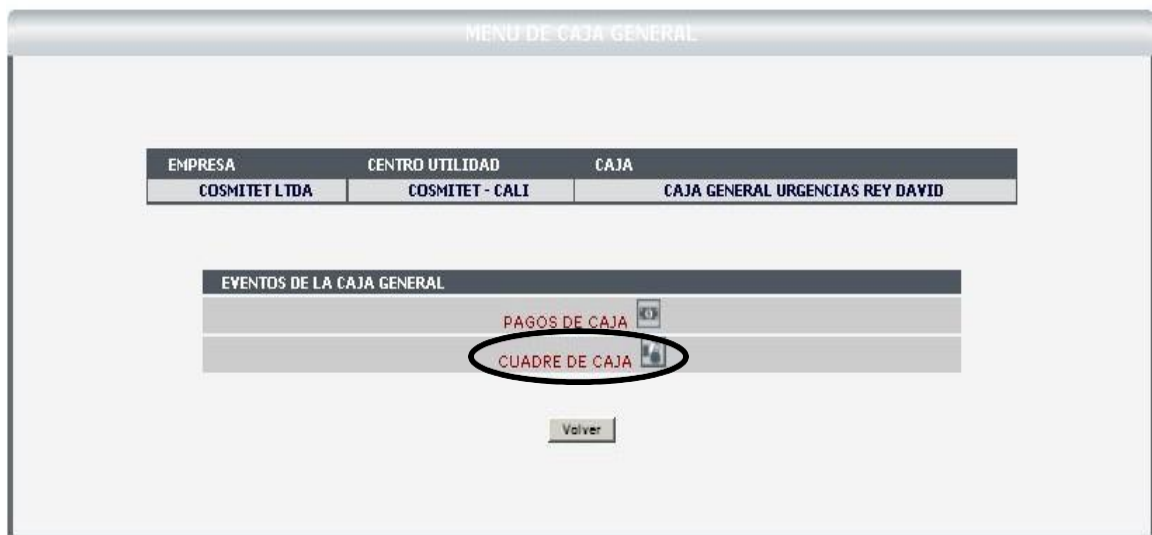 MENU DE CAJA GENERAL
EMPRESA CENTRO UTILIDAD CAJA
COSMITET LTDA COSMITET - CALI CAJA GENERAL URGENCIAS REY DAVID
EVENTOS DE LA CAJA GENERAL
PAGOS DE CAJA
CUADRE DE CAJA
Volver